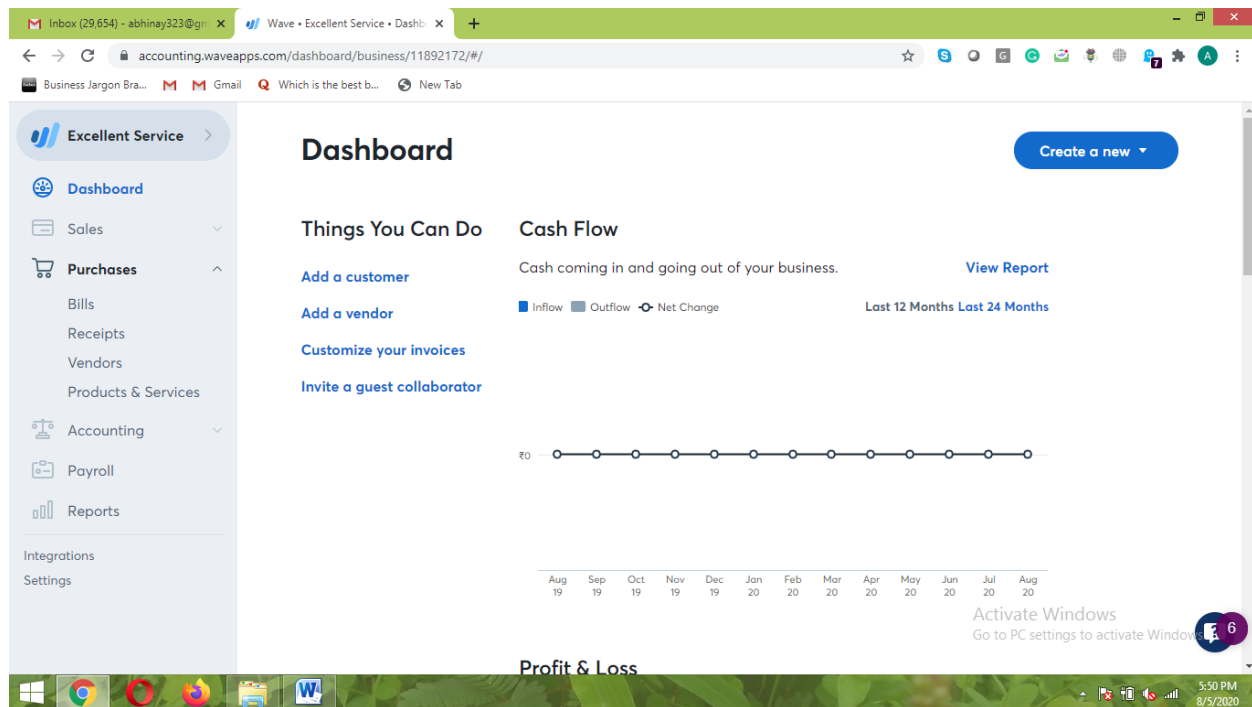 Inbox (29,654) - abhinay323@gm
Wave • Excellent Service • Dashb
accounting.waveapps.com/dashboard/business/11892172/#/
7
A
Business Jargon Bra...
Gmail
Which is the best b...
New Tab
Excellent Service
Dashboard
Sales
Purchases
Bills
Receipts
Vendors
Products & Services
Accounting
Payroll
Reports
Integrations
Settings
Dashboard
Create a new
Things You Can Do
Add a customer
Add a vendor
Customize your invoices
Invite a guest collaborator
Cash Flow
Cash coming in and going out of your business.
View Report
Inflow Outflow Net Change
Last 12 Months Last 24 Months
₹0
Aug 19 Sep 19 Oct 19 Nov 19 Dec 19 Jan 20 Feb 20 Mar 20 Apr 20 May 20 Jun 20 Jul 20 Aug 20
Activate Windows
Go to PC settings to activate Windows
6
Profit & Loss
5:50 PM
8/5/2020